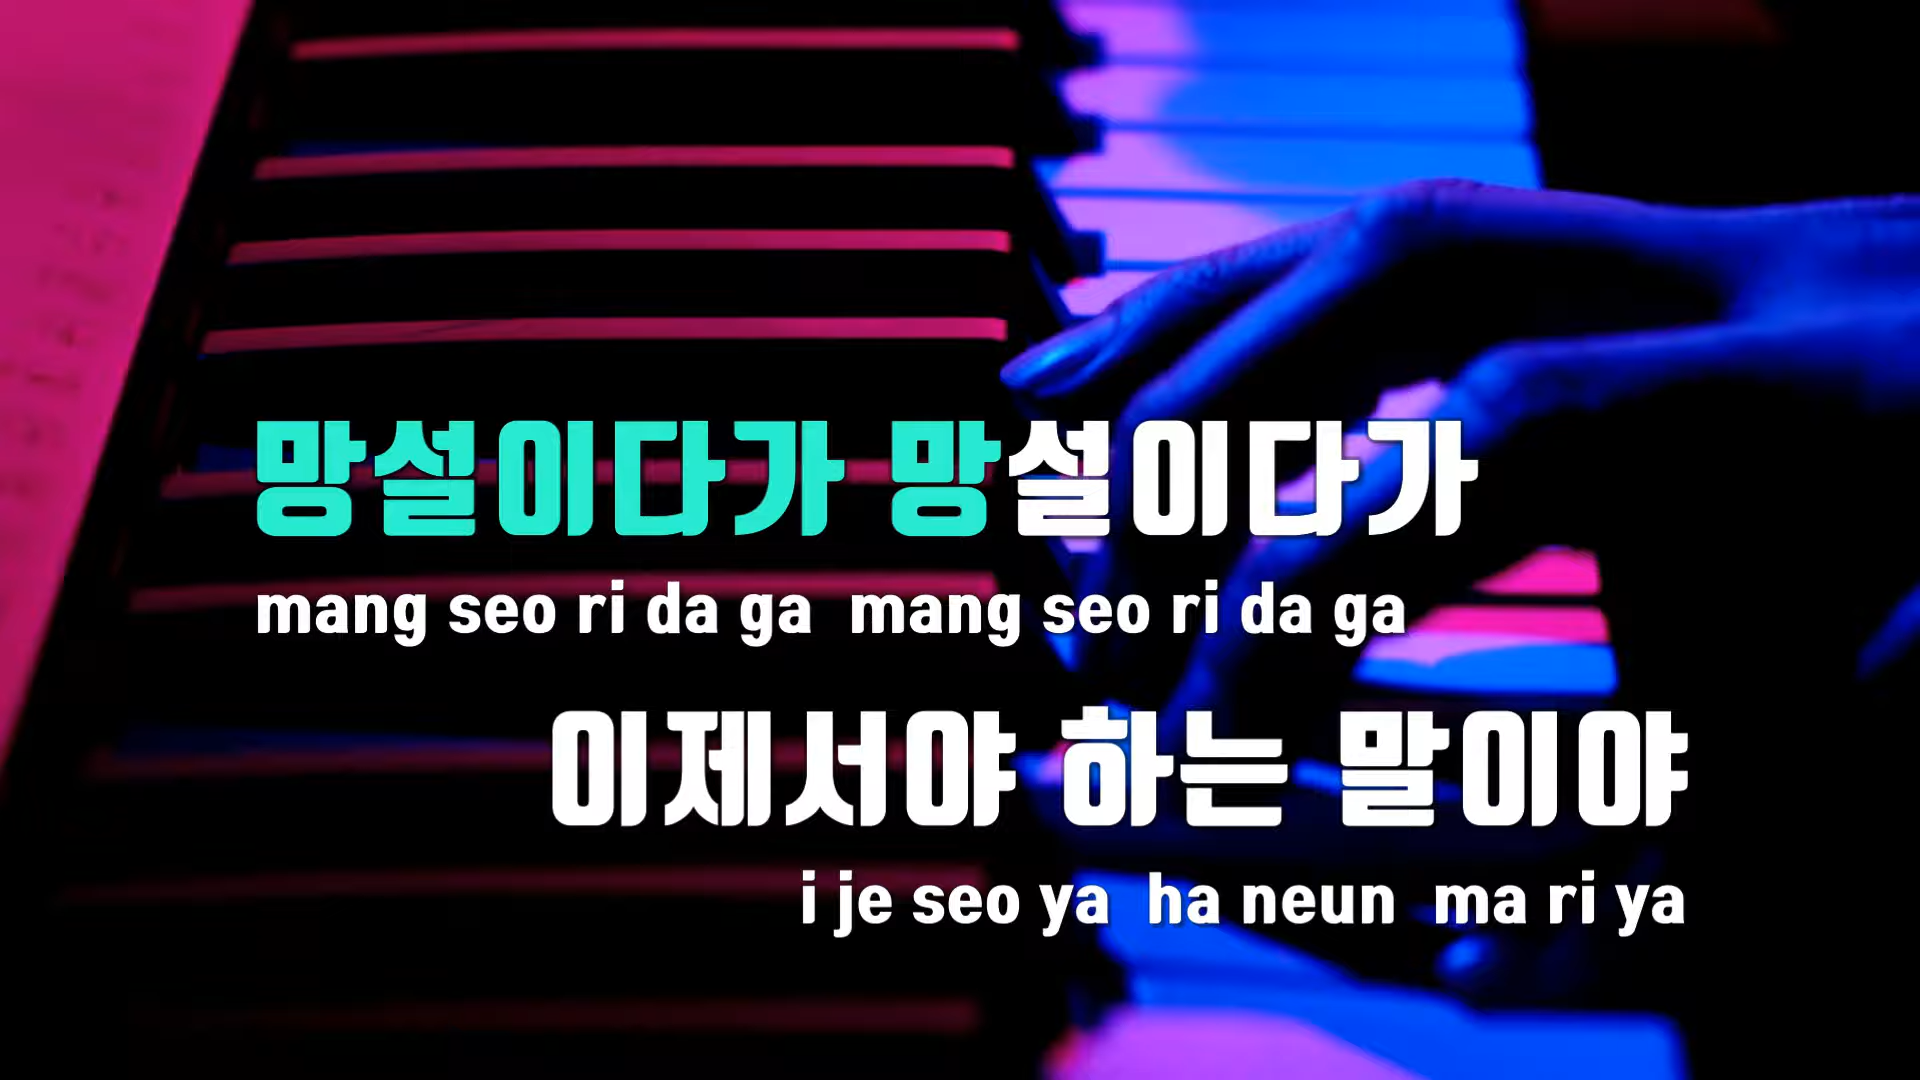 망설이다가 망설이다가
mang seo ri da ga mang seo ri da ga
이제서야 하는 말이야
i je seo ya ha neun ma ri ya